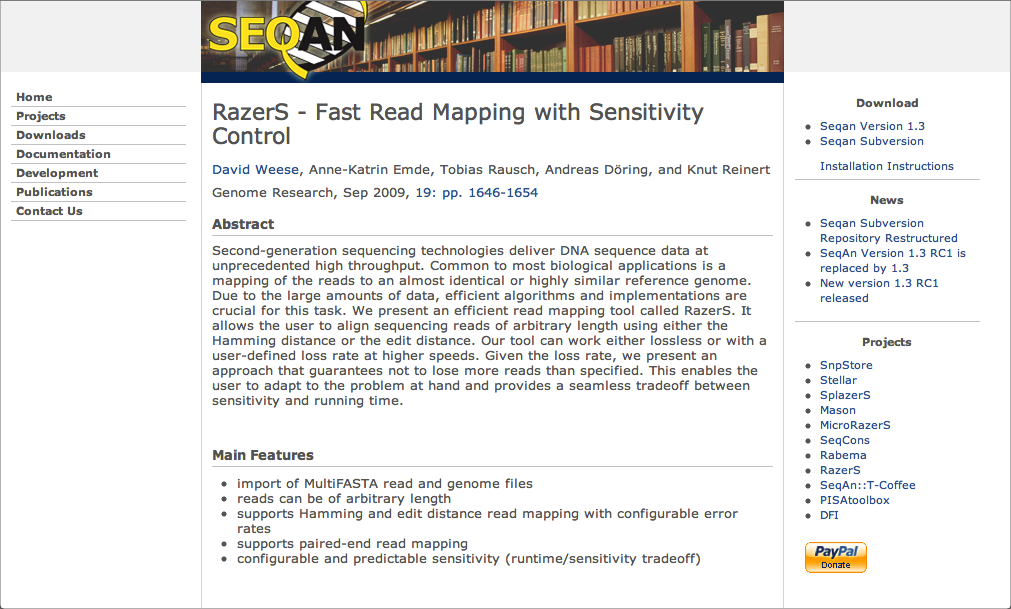 SEQAN
Home
Projects
Downloads
Documentation
Development
Publications
Contact Us
RazerS - Fast Read Mapping with Sensitivity
Control
David Weese, Anne-Katrin Emde, Tobias Rausch, Andreas Döring, and Knut Reinert
Genome Research, Sep 2009, 19: pp. 1646-1654
Abstract
Second-generation sequencing technologies deliver DNA sequence data at
unprecedented high throughput. Common to most biological applications is a
mapping of the reads to an almost identical or highly similar reference genome.
Due to the large amounts of data, efficient algorithms and implementations are
crucial for this task. We present an efficient read mapping tool called RazerS. It
allows the user to align sequencing reads of arbitrary length using either the
Hamming distance or the edit distance. Our tool can work either lossless or with a
user-defined loss rate at higher speeds. Given the loss rate, we present an
approach that guarantees not to lose more reads than specified. This enables the
user to adapt to the problem at hand and provides a seamless tradeoff between
sensitivity and running time.
Main Features
• import of MultiFASTA read and genome files
• reads can be of arbitrary length
• supports Hamming and edit distance read mapping with configurable error
rates
• supports paired-end read mapping
• configurable and predictable sensitivity (runtime/sensitivity tradeoff)
Download
• Seqan Version 1.3
• Seqan Subversion
Installation Instructions
News
• Seqan Subversion
Repository Restructured
• SeqAn Version 1.3 RC1 is
replaced by 1.3
• New version 1.3 RC1
released
Projects
• SnpStore
• Stellar
• SplazerS
• Mason
• MicroRazerS
• SeqCons
• Rabema
• RazerS
• SeqAn::T-Coffee
• PISAtoolbox
• DFI
PayPal
Donate